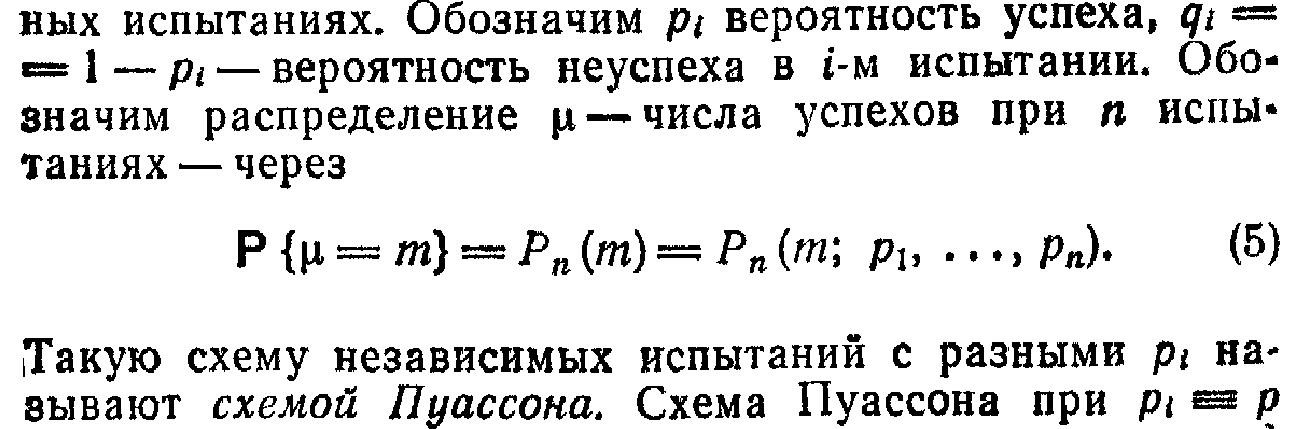 ных испытаниях. Обозначим pᵢ вероятность успеха, qᵢ =
= 1 — pᵢ — вероятность неуспеха в i-м испытании. Обо-
значим распределение μ — числа успехов при n испы-
таниях — через
P {μ = m} = Pₙ (m) = Pₙ (m; p₁, ..., pₙ). (5)
Такую схему независимых испытаний с разными pᵢ на-
зывают схемой Пуассона. Схема Пуассона при pᵢ ≡ p